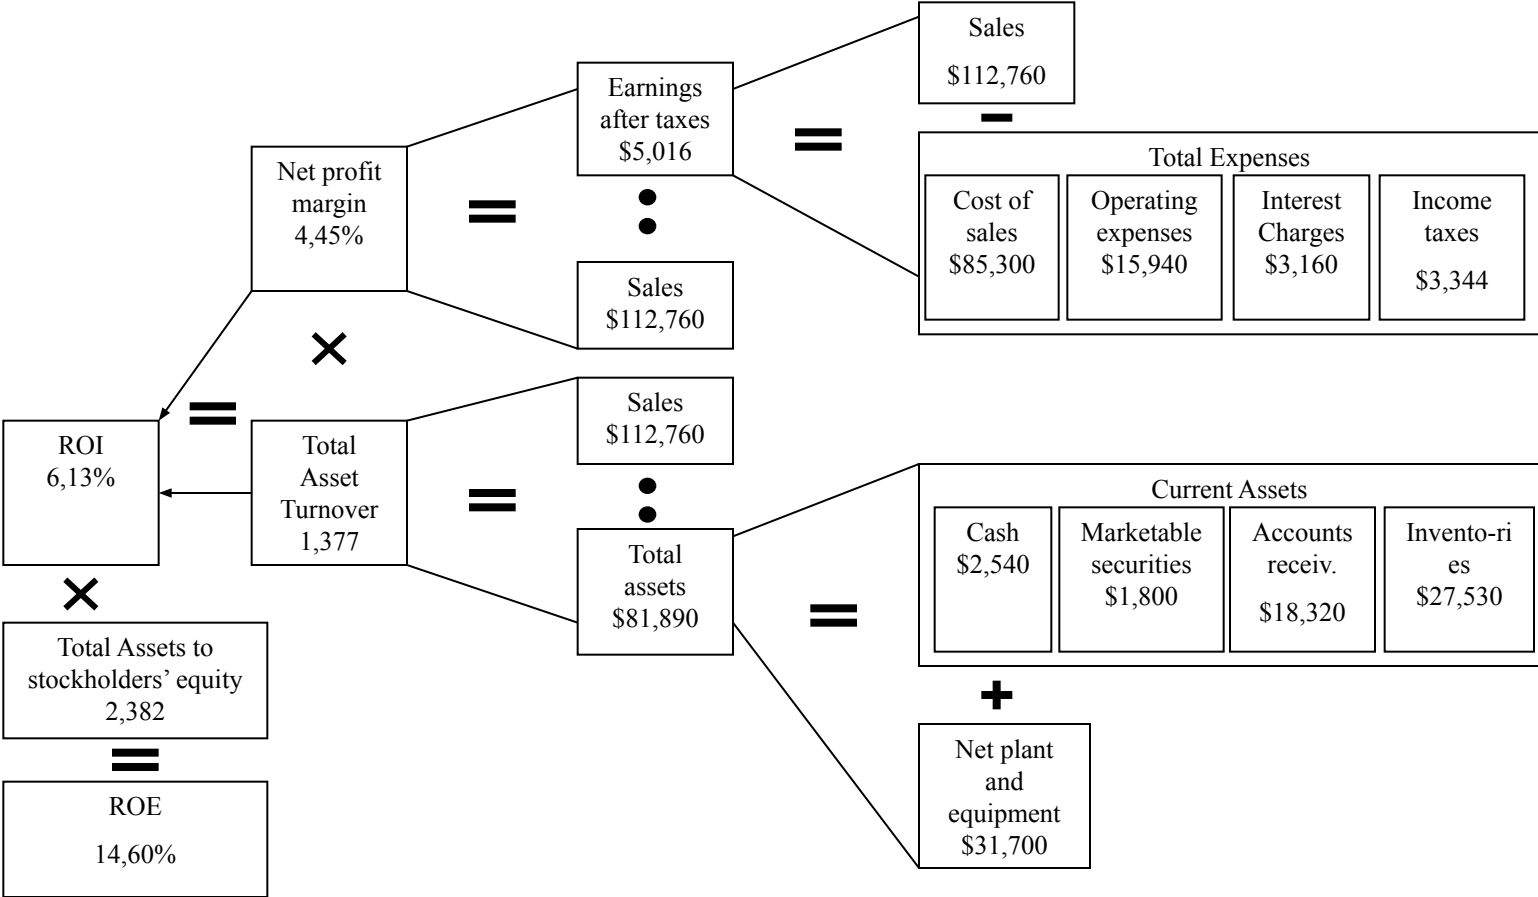 Sales
$112,760
Earnings
after taxes
$5,016
Total Expenses
Cost of
sales
$85,300
Operating
expenses
$15,940
Interest
Charges
$3,160
Income
taxes
$3,344
Net profit
margin
4,45%
=
=
-
:
Sales
$112,760
×
Sales
$112,760
=
ROI
6,13%
Total
Asset
Turnover
1,377
=
:
Total
assets
$81,890
=
Current Assets
Cash
$2,540
Marketable
securities
$1,800
Accounts
receiv.
$18,320
Invento-ri
es
$27,530
×
Total Assets to
stockholders’ equity
2,382
+
Net plant
and
equipment
$31,700
=
ROE
14,60%